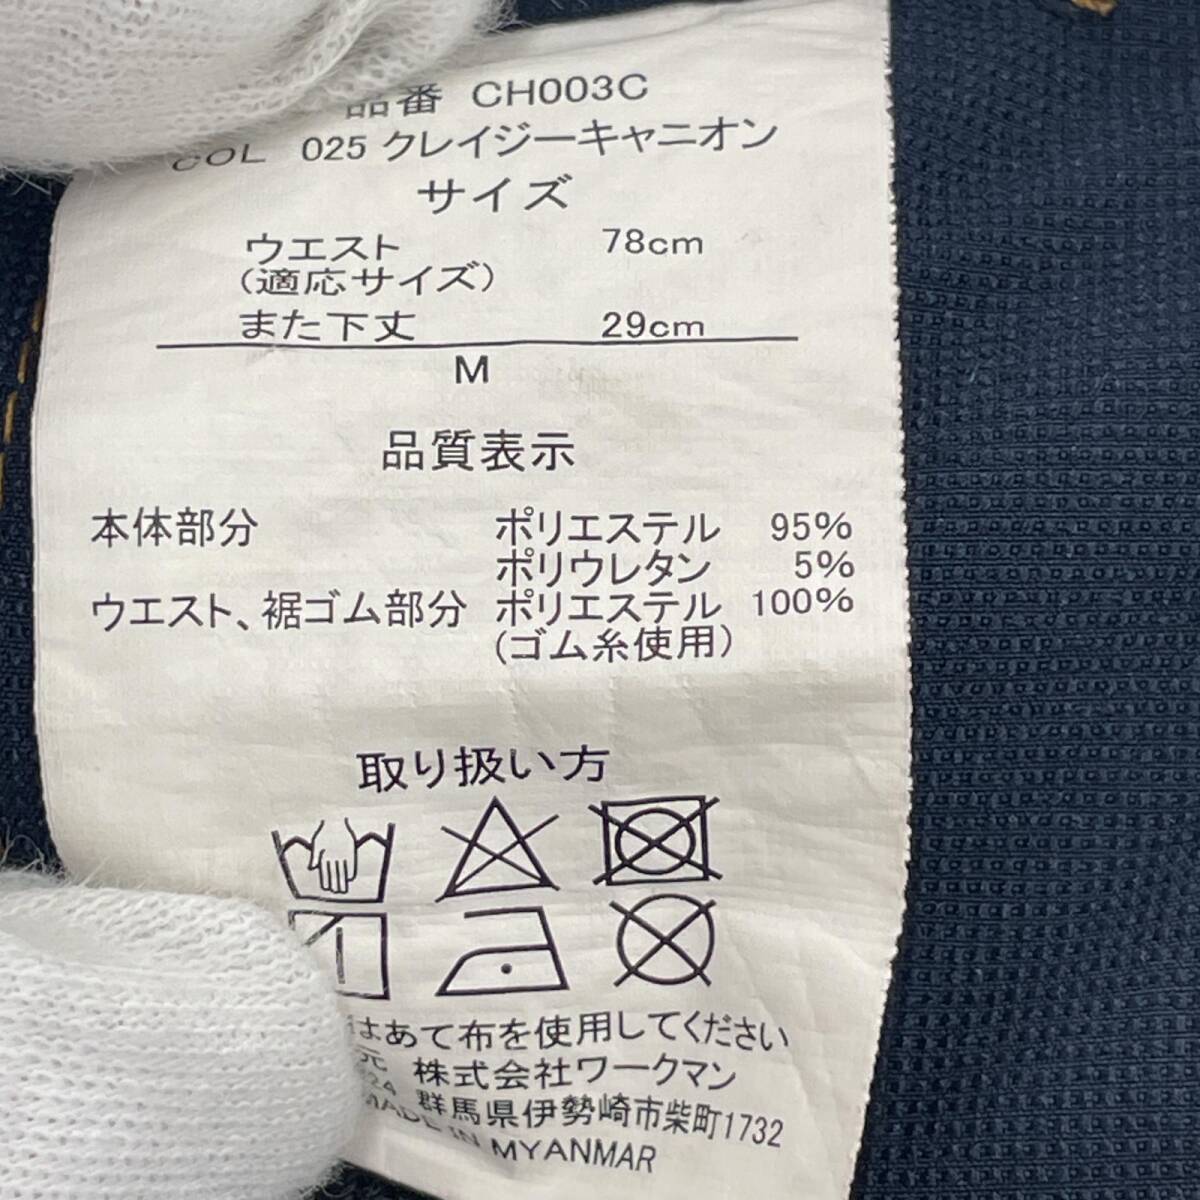 品番 CH003C
COL 025 クレイジーキャニオン
サイズ
ウエスト 78cm
(適応サイズ)
また下丈 29cm
M
品質表示
本体部分 ポリエステル 95%
ポリウレタン 5%
ウエスト、裾ゴム部分 ポリエステル 100%
(ゴム糸使用)
取り扱い方
はあて布を使用してください
元 株式会社ワークマン
24 群馬県伊勢崎市柴町1732
MADE IN MYANMAR